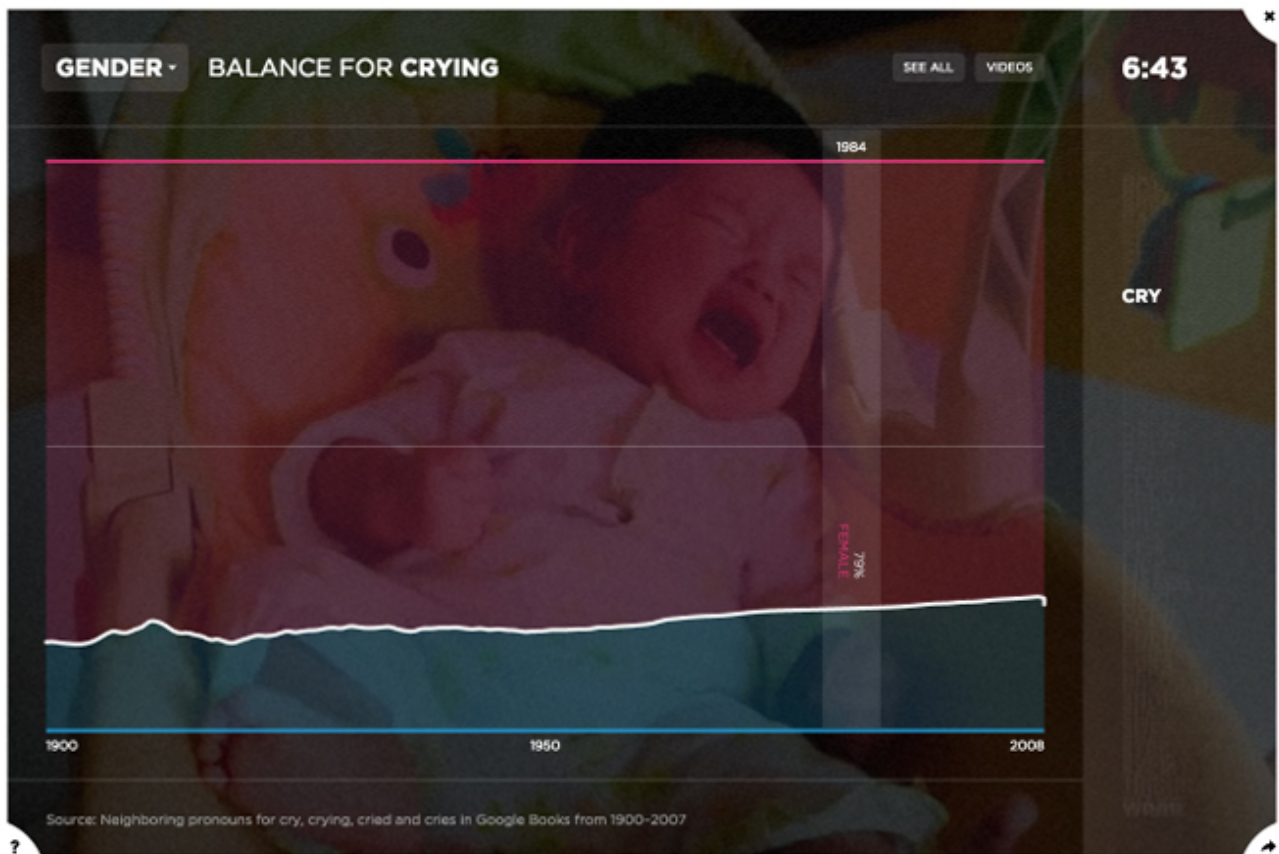 GENDER BALANCE FOR CRYING
SEE ALL VIDEOS
6:43
1984
CRY
FEMALE
79%
1900 1950 2008
Source: Neighboring pronouns for cry, crying, cried and cries in Google Books from 1900-2007
?